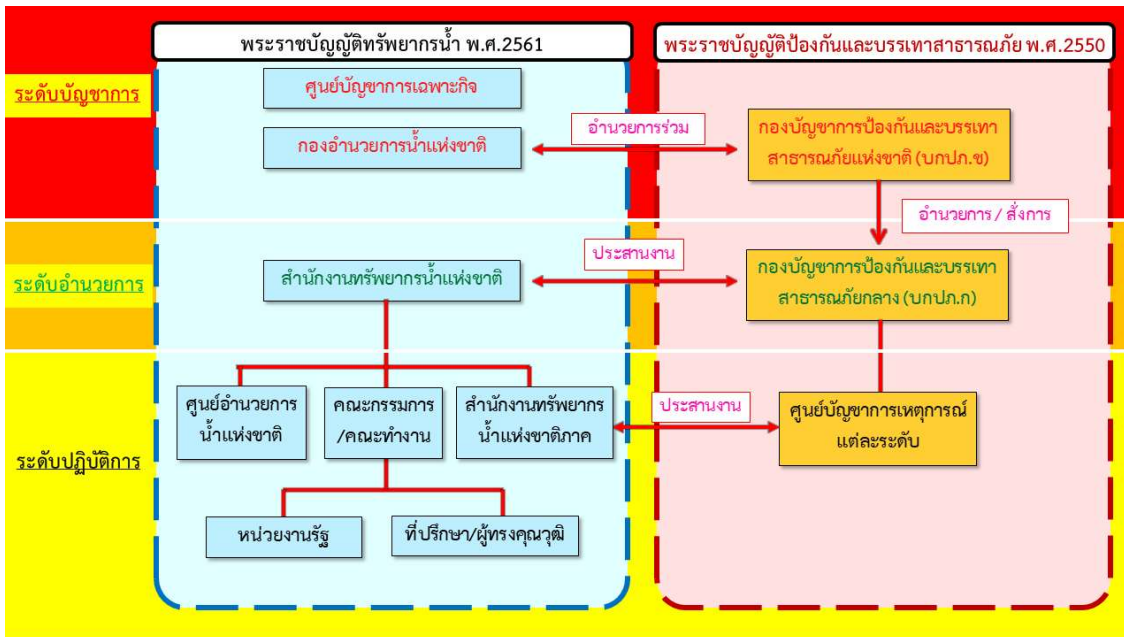 พระราชบัญญัติทรัพยากรน้ำ พ.ศ.2561
พระราชบัญญัติป้องกันและบรรเทาสาธารณภัย พ.ศ.2550
ระดับบัญชาการ
ศูนย์บัญชาการเฉพาะกิจ
กองอำนวยการน้ำแห่งชาติ
อำนวยการร่วม
กองบัญชาการป้องกันและบรรเทา
สาธารณภัยแห่งชาติ (บกปภ.ช)
อำนวยการ / สั่งการ
ระดับอำนวยการ
สำนักงานทรัพยากรน้ำแห่งชาติ
ประสานงาน
กองบัญชาการป้องกันและบรรเทา
สาธารณภัยกลาง (บกปภ.ก)
ระดับปฏิบัติการ
ศูนย์อำนวยการ
น้ำแห่งชาติ
คณะกรรมการ
/คณะทำงาน
สำนักงานทรัพยากร
น้ำแห่งชาติภาค
ประสานงาน
ศูนย์บัญชาการเหตุการณ์
แต่ละระดับ
หน่วยงานรัฐ
ที่ปรึกษา/ผู้ทรงคุณวุฒิ